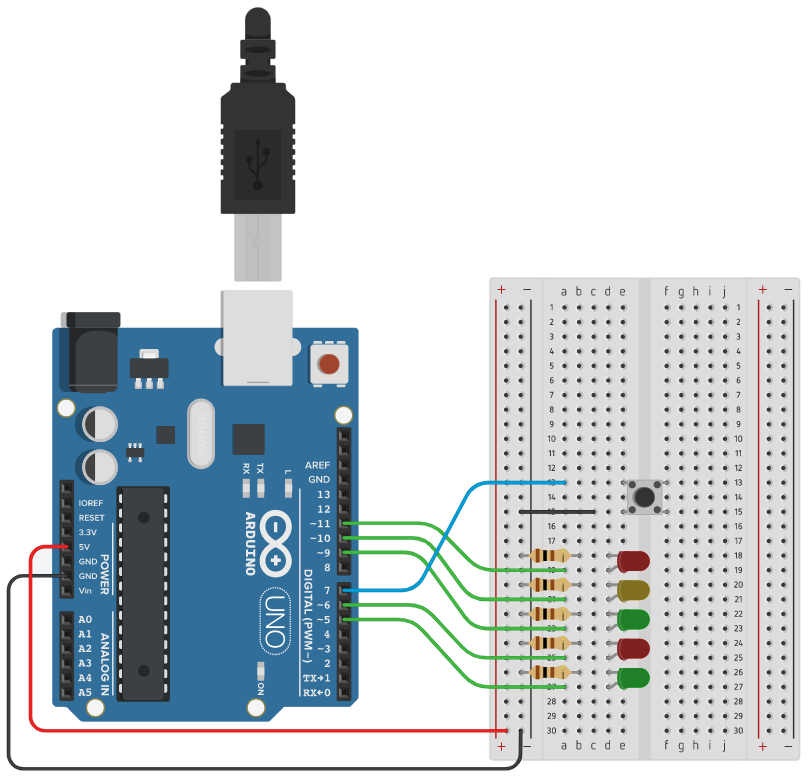 + − a b c d e f g h i j + −
1 1
2 2
3 3
4 4
5 5
6 6
7 7
8 8
9 9
10 10
11 11
12 12
13 13
14 14
15 15
16 16
17 17
18 18
19 19
20 20
21 21
22 22
23 23
24 24
25 25
26 26
27 27
28 28
29 29
30 30
+ − a b c d e f g h i j + −
RX
TX
L
ARDUINO
UNO
ON
AREF
GND
13
12
~11
~10
~9
8
7
~6
~5
4
~3
2
TX→1
RX←0
DIGITAL (PWM~)
IOREF
RESET
3.3V
5V
GND
GND
Vin
POWER
A0
A1
A2
A3
A4
A5
ANALOG IN